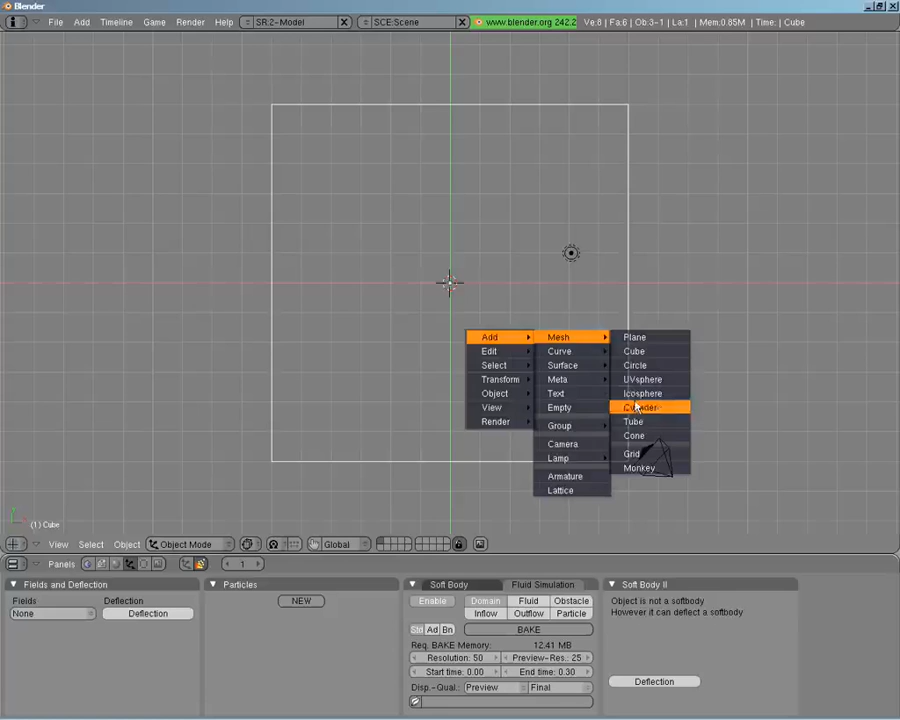 Blender
File Add Timeline Game Render Help SR:2-Model SCE:Scene www.blender.org 242.2 Ve:8 | Fa:6 | Ob:3-1 | La:1 | Mem:0.85M | Time: | Cube
Add Mesh Plane
Edit Curve Cube
Select Surface Circle
Transform Meta UVsphere
Object Text Icosphere
View Empty
Render Group Tube
Camera Cone
Lamp Grid
Armature Monkey
Lattice
(1) Cube
View Select Object Object Mode Global
Panels 1
Fields and Deflection Particles Soft Body Fluid Simulation Soft Body II
Fields Deflection NEW Enable Domain Fluid Obstacle Object is not a softbody
None Deflection Inflow Outflow Particle However it can deflect a softbody
Std Ad Bn BAKE
Req. BAKE Memory: 12.41 MB
Resolution: 50 Preview-Res.: 25
Start time: 0.00 End time: 0.30 Deflection
Disp.-Qual.: Preview Final